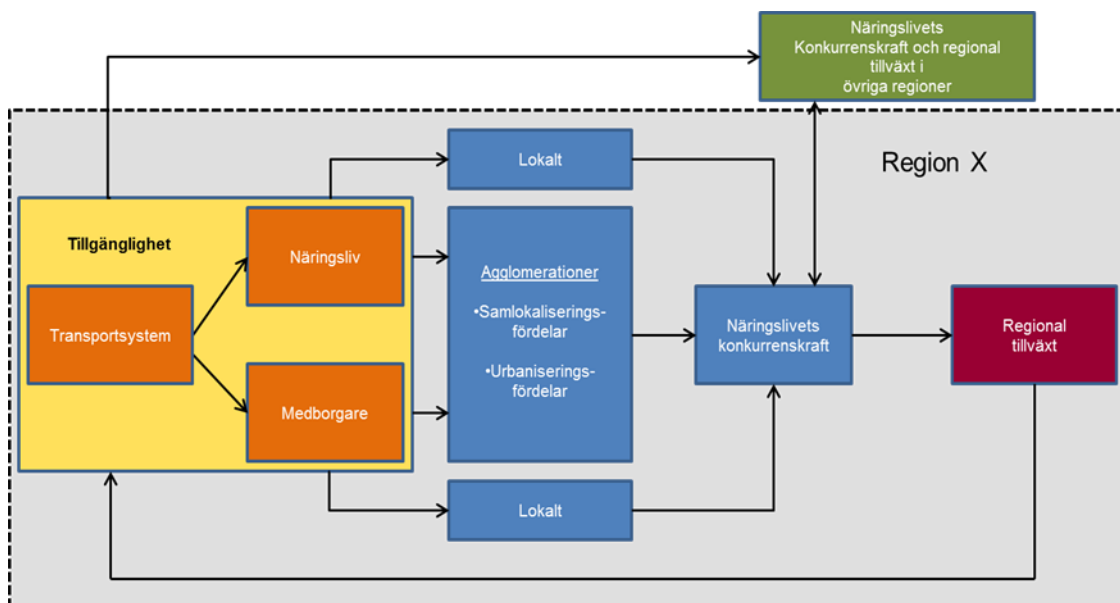 Näringslivets
Konkurrenskraft och regional
tillväxt i
övriga regioner
Region X
Lokalt
Tillgänglighet
Näringsliv
Transportsystem
Medborgare
Agglomerationer
•Samlokaliserings-
fördelar
•Urbaniserings-
fördelar
Näringslivets
konkurrenskraft
Regional
tillväxt
Lokalt